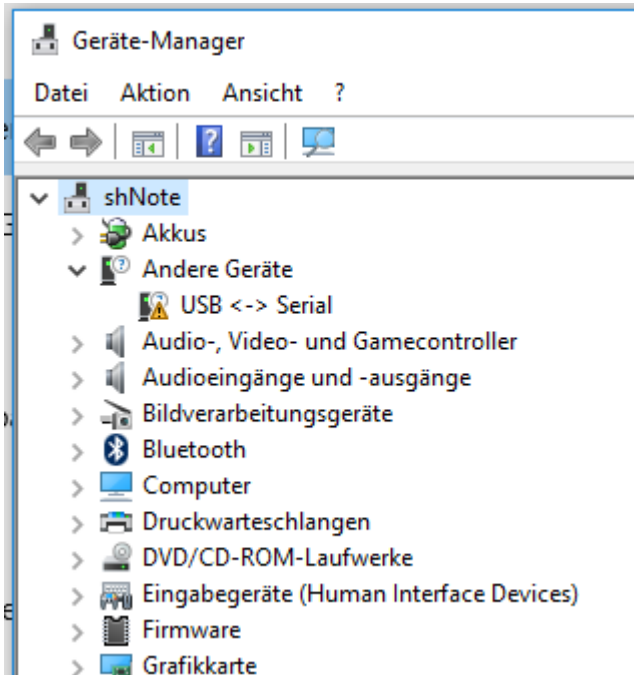 Geräte-Manager
Datei Aktion Ansicht ?
shNote
Akkus
Andere Geräte
USB <-> Serial
Audio-, Video- und Gamecontroller
Audioeingänge und -ausgänge
Bildverarbeitungsgeräte
Bluetooth
Computer
Druckwarteschlangen
DVD/CD-ROM-Laufwerke
Eingabegeräte (Human Interface Devices)
Firmware
Grafikkarte